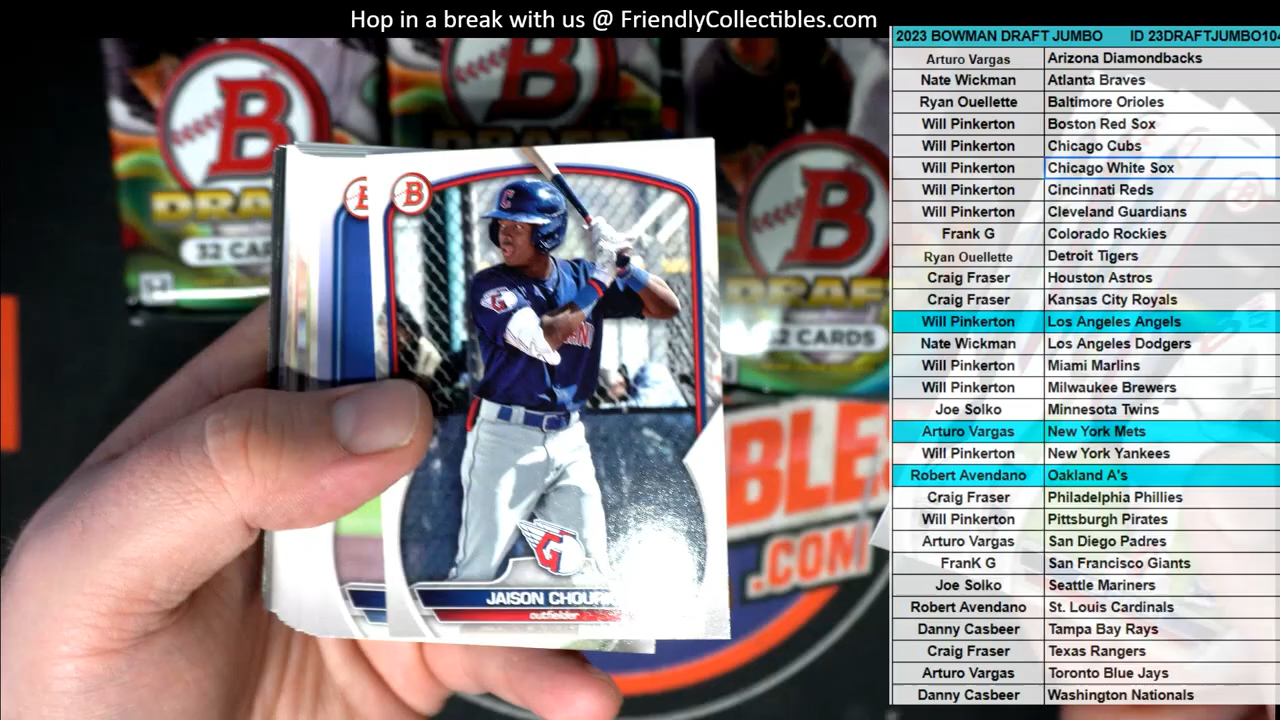 Hop in a break with us @ FriendlyCollectibles.com
2023 BOWMAN DRAFT JUMBO ID 23DRAFTJUMBO104
Arturo Vargas Arizona Diamondbacks
Nate Wickman Atlanta Braves
Ryan Ouellette Baltimore Orioles
Will Pinkerton Boston Red Sox
Will Pinkerton Chicago Cubs
Will Pinkerton Chicago White Sox
Will Pinkerton Cincinnati Reds
Will Pinkerton Cleveland Guardians
Frank G Colorado Rockies
Ryan Ouellette Detroit Tigers
Craig Fraser Houston Astros
Craig Fraser Kansas City Royals
Will Pinkerton Los Angeles Angels
Nate Wickman Los Angeles Dodgers
Will Pinkerton Miami Marlins
Will Pinkerton Milwaukee Brewers
Joe Solko Minnesota Twins
Arturo Vargas New York Mets
Will Pinkerton New York Yankees
Robert Avendano Oakland A's
Craig Fraser Philadelphia Phillies
Will Pinkerton Pittsburgh Pirates
Arturo Vargas San Diego Padres
FranK G San Francisco Giants
Joe Solko Seattle Mariners
Robert Avendano St. Louis Cardinals
Danny Casbeer Tampa Bay Rays
Craig Fraser Texas Rangers
Arturo Vargas Toronto Blue Jays
Danny Casbeer Washington Nationals
B
B
B
DRAFT
32 CARDS
B
B
C
G
G
JAISON
outfielder
BLE
.COM